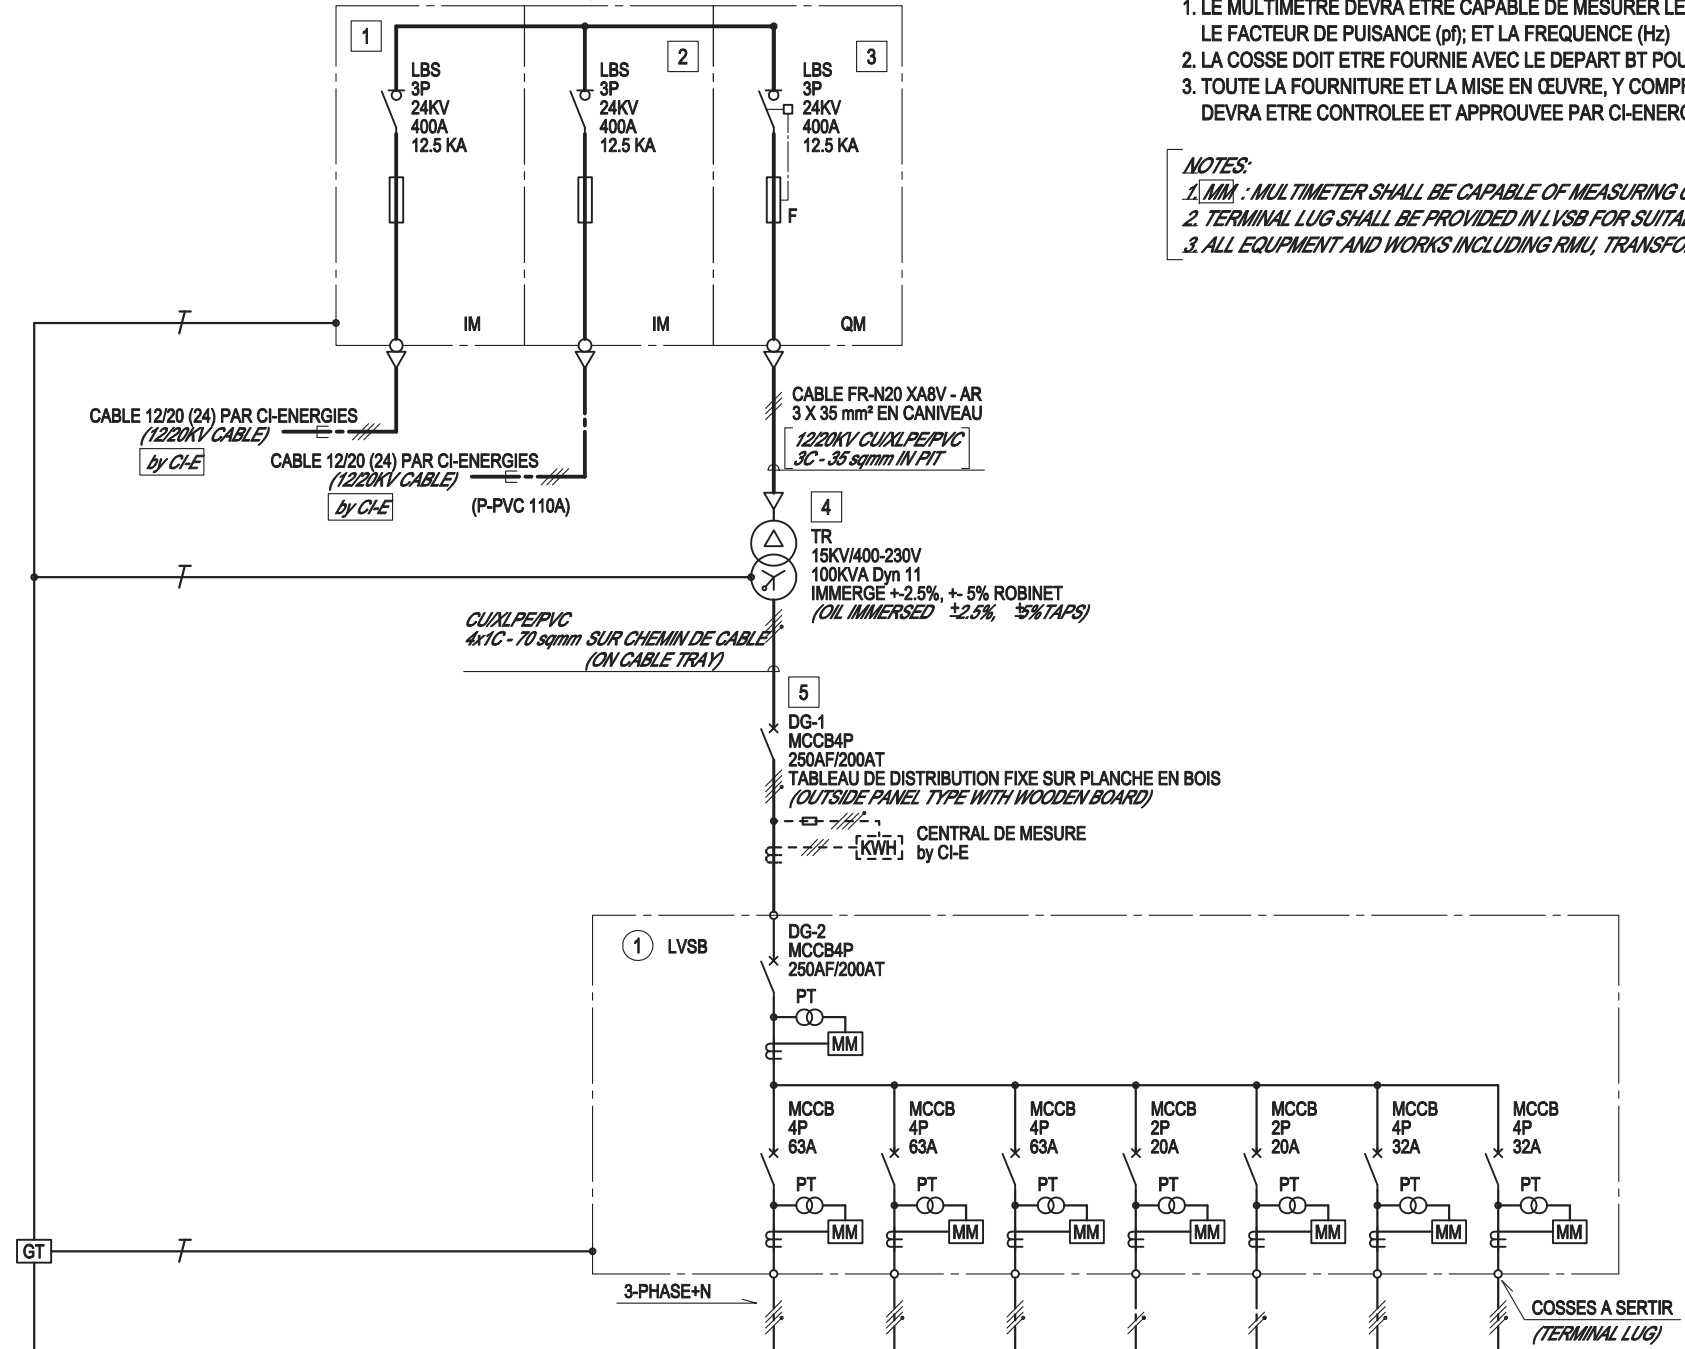 1. LE MULTIMETRE DEVRA ETRE CAPABLE DE MESURER LE
LE FACTEUR DE PUISANCE (pf); ET LA FREQUENCE (Hz)
2. LA COSSE DOIT ETRE FOURNIE AVEC LE DEPART BT POU
3. TOUTE LA FOURNITURE ET LA MISE EN ŒUVRE, Y COMP
DEVRA ETRE CONTROLEE ET APPROUVEE PAR CI-ENER
NOTES:
1. MM : MULTIMETER SHALL BE CAPABLE OF MEASURING
2. TERMINAL LUG SHALL BE PROVIDED IN LVSB FOR SUITA
3. ALL EQUPMENT AND WORKS INCLUDING RMU, TRANSFO
1
LBS
3P
24KV
400A
12.5 KA
IM
2
LBS
3P
24KV
400A
12.5 KA
IM
3
LBS
3P
24KV
400A
12.5 KA
F
QM
CABLE 12/20 (24) PAR CI-ENERGIES
(12/20KV CABLE)
by CI-E
CABLE 12/20 (24) PAR CI-ENERGIES
(12/20KV CABLE)
by CI-E
(P-PVC 110A)
CABLE FR-N20 XA8V - AR
3 X 35 mm² EN CANIVEAU
12/20KV CU/XLPE/PVC
3C - 35 sqmm IN PIT
4
TR
15KV/400-230V
100KVA Dyn 11
IMMERGE +-2.5%, +- 5% ROBINET
(OIL IMMERSED ±2.5%, ±5% TAPS)
CU/XLPE/PVC
4x1C - 70 sqmm SUR CHEMIN DE CABLE
(ON CABLE TRAY)
5
DG-1
MCCB4P
250AF/200AT
TABLEAU DE DISTRIBUTION FIXE SUR PLANCHE EN BOIS
(OUTSIDE PANEL TYPE WITH WOODEN BOARD)
KWH
CENTRAL DE MESURE
by CI-E
1 LVSB
DG-2
MCCB4P
250AF/200AT
PT
MM
MCCB
4P
63A
PT
MM
MCCB
4P
63A
PT
MM
MCCB
4P
63A
PT
MM
MCCB
2P
20A
PT
MM
MCCB
2P
20A
PT
MM
MCCB
4P
32A
PT
MM
MCCB
4P
32A
PT
MM
GT
3-PHASE+N
COSSES A SERTIR
(TERMINAL LUG)